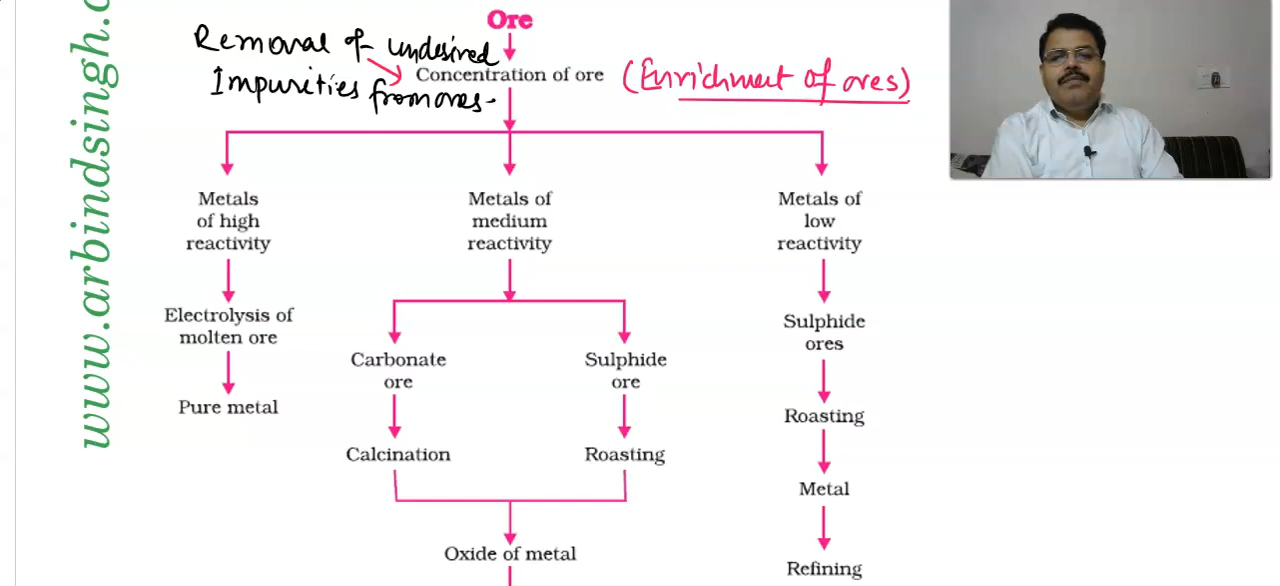 www.arbindsingh.c
Ore
Removal of undesired
Impurities from ores.
Concentration of ore
(Enrichment of ores)
Metals
of high
reactivity
Metals of
medium
reactivity
Metals of
low
reactivity
Electrolysis of
molten ore
Pure metal
Carbonate
ore
Calcination
Sulphide
ore
Roasting
Oxide of metal
Sulphide
ores
Roasting
Metal
Refining